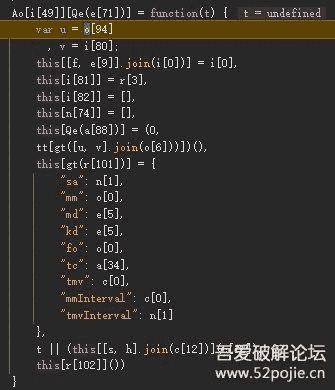 Ao[i[49]][Qe(e[71])] = function(t) { t = undefined
var u = o[94]
, v = i[80];
this[[f, e[9]].join(i[0])] = i[0],
this[i[81]] = r[3],
this[i[82]] = [],
this[n[74]] = [],
this[Qe(a[88])] = (0,
tt[gt([u, v].join(o[6]))])(),
this[gt(r[101])] = {
"sa": n[1],
"mm": o[0],
"md": e[5],
"kd": e[5],
"fo": o[0],
"tc": a[34],
"tmv": c[0],
"mmInterval": c[0],
"tmvInterval": n[1]
},
t || (this[[s, h].join(c[12])]
this[r[102]]())
}
吾爱破解论坛
www.52pojie.cn